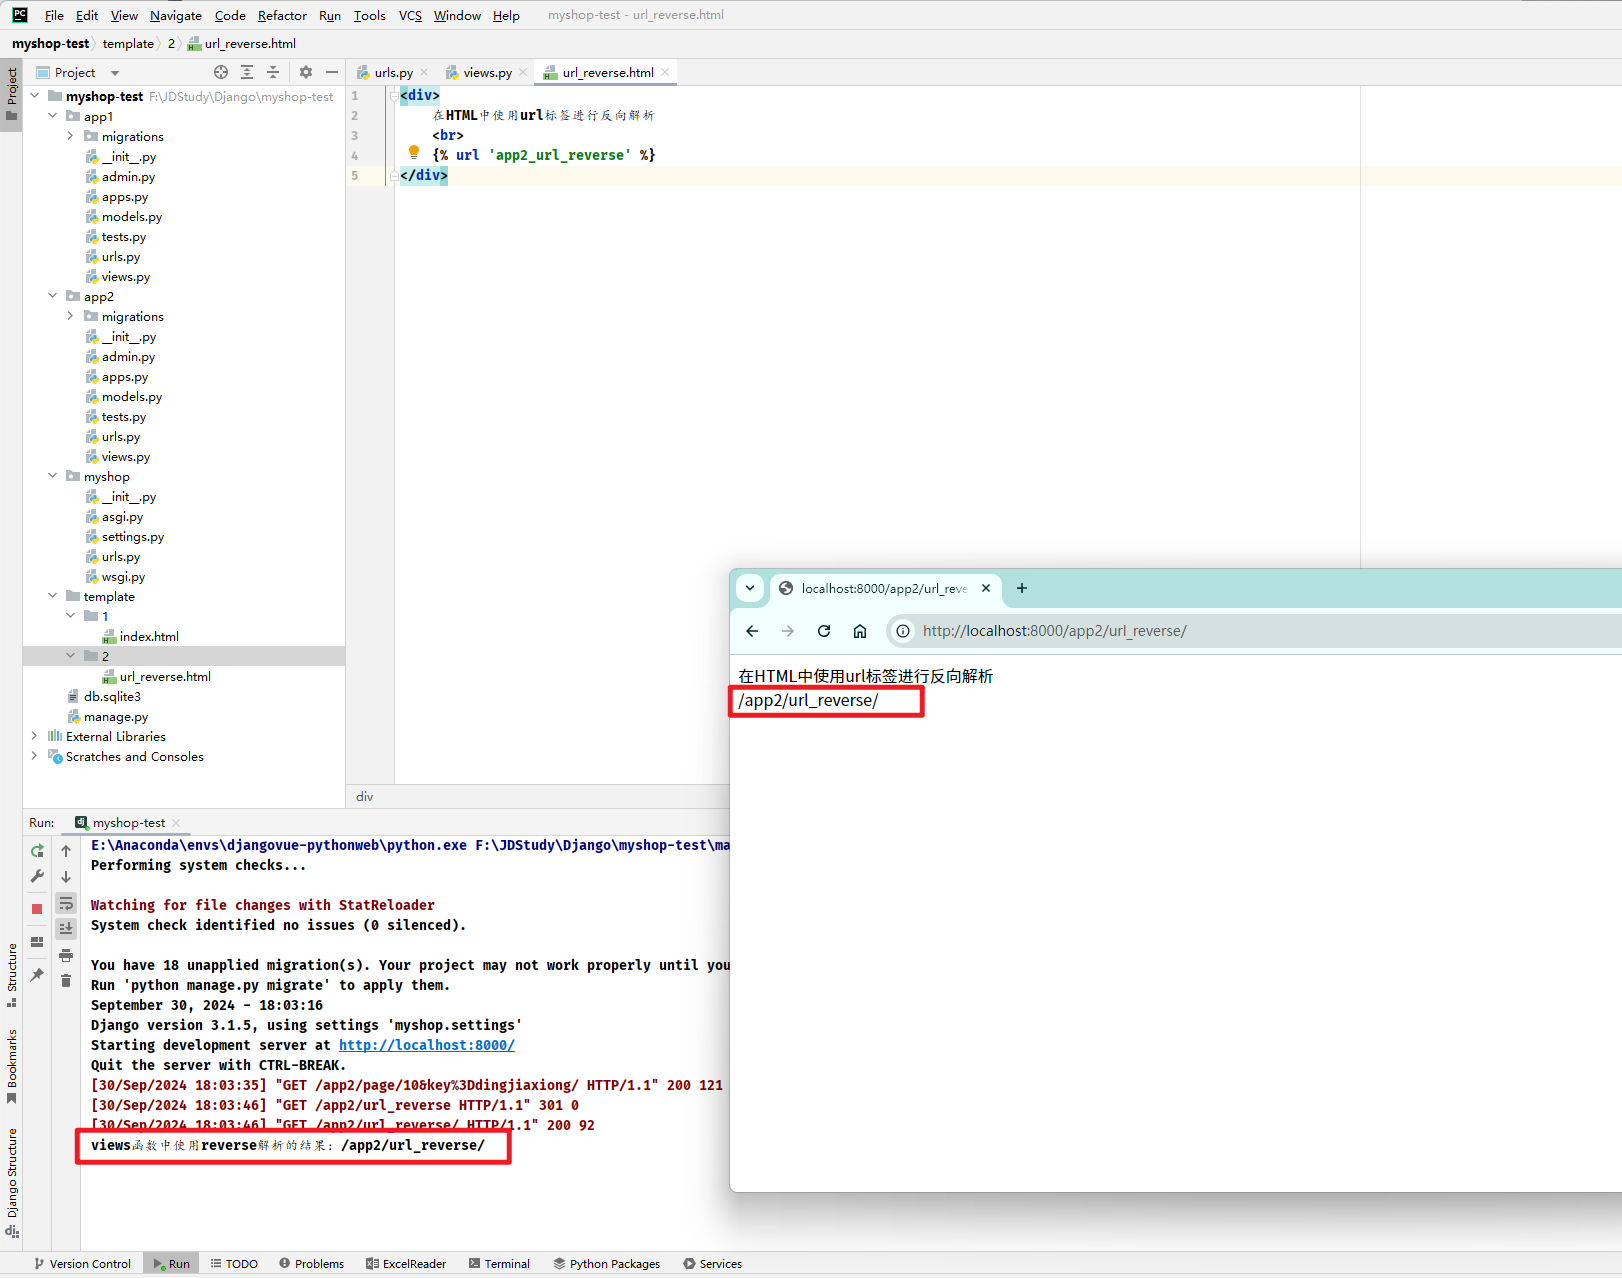 File Edit View Navigate Code Refactor Run Tools VCS Window Help myshop-test - url_reverse.html
myshop-test template 2 url_reverse.html
Project
urls.py views.py url_reverse.html
Project
myshop-test F:\JDStudy\Django\myshop-test
app1
migrations
__init__.py
admin.py
apps.py
models.py
tests.py
urls.py
views.py
app2
migrations
__init__.py
admin.py
apps.py
models.py
tests.py
urls.py
views.py
myshop
__init__.py
asgi.py
settings.py
urls.py
wsgi.py
template
1
index.html
2
url_reverse.html
db.sqlite3
manage.py
External Libraries
Scratches and Consoles
1 <div>
2 在HTML中使用url标签进行反向解析
3 <br>
4 {% url 'app2_url_reverse' %}
5 </div>
div
localhost:8000/app2/url_reve
http://localhost:8000/app2/url_reverse/
在HTML中使用url标签进行反向解析
/app2/url_reverse/
Run: myshop-test
E:\Anaconda\envs\djangovue-pythonweb\python.exe F:\JDStudy\Django\myshop-test\ma
Performing system checks...
Watching for file changes with StatReloader
System check identified no issues (0 silenced).
You have 18 unapplied migration(s). Your project may not work properly until you
Run 'python manage.py migrate' to apply them.
September 30, 2024 - 18:03:16
Django version 3.1.5, using settings 'myshop.settings'
Starting development server at http://localhost:8000/
Quit the server with CTRL-BREAK.
[30/Sep/2024 18:03:35] "GET /app2/page/10&key%3Ddingjiaxiong/ HTTP/1.1" 200 121
[30/Sep/2024 18:03:46] "GET /app2/url_reverse HTTP/1.1" 301 0
[30/Sep/2024 18:03:46] "GET /app2/url_reverse/ HTTP/1.1" 200 92
views函数中使用reverse解析的结果：/app2/url_reverse/
Structure
Bookmarks
Django Structure
Version Control Run TODO Problems ExcelReader Terminal Python Packages Services